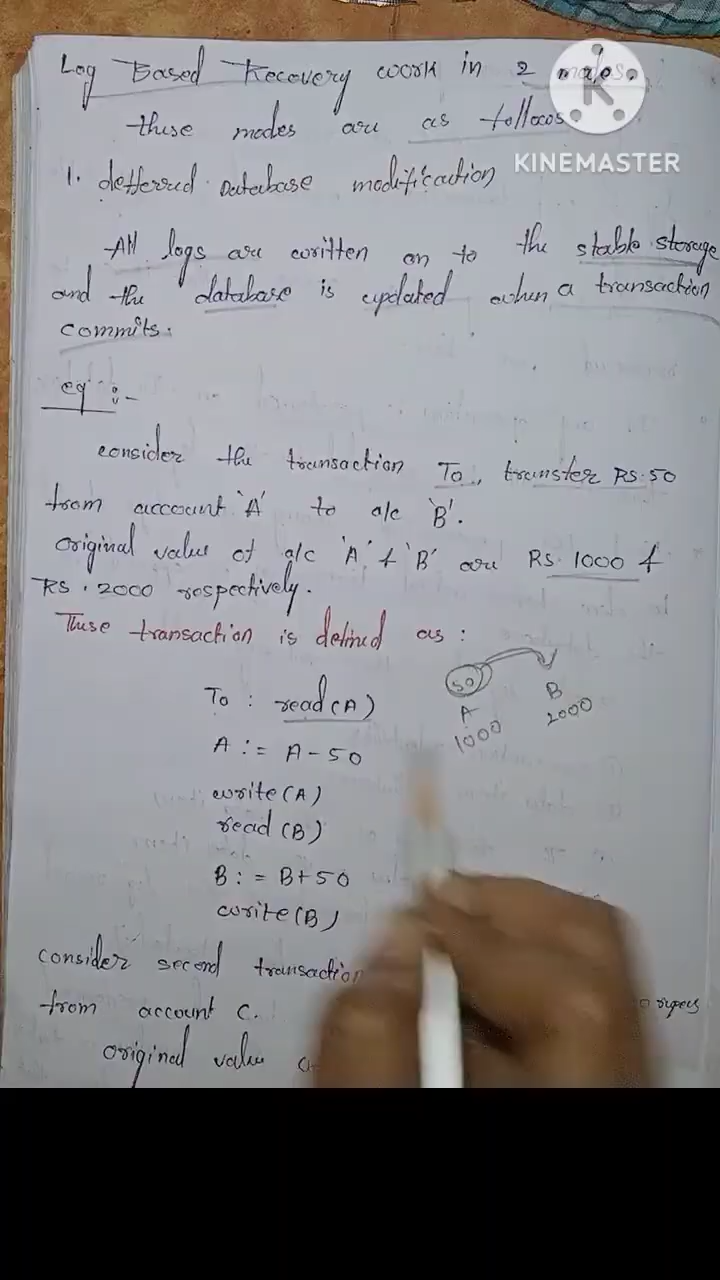 Log Based Recovery work in 2 modes.
KINEMASTER
these modes are as follows
1. deffered Database modification
All logs are written on to the stable storage
and the database is updated when a transaction
commits.
eg :-
consider the transaction To, transfer RS.50
from account 'A' to a/c 'B'.
original value of a/c 'A' & 'B' are RS. 1000 &
RS. 2000 respectively.
These transaction is defined as :
To : read(A)
A := A - 50
write(A)
read(B)
B := B + 50
write(B)
50
A B
1000 2000
consider second transaction
from account C. rupees
original value